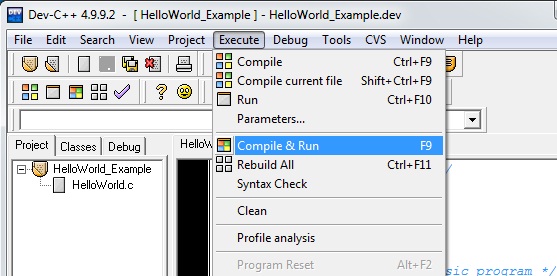 Dev-C++ 4.9.9.2 - [ HelloWorld_Example ] - HelloWorld_Example.dev
File Edit Search View Project Execute Debug Tools CVS Window Help
Compile Ctrl+F9
Compile current file Shift+Ctrl+F9
Run Ctrl+F10
Parameters...
Project Classes Debug HelloWo
Compile & Run F9
HelloWorld_Example
Rebuild All Ctrl+F11
HelloWorld.c
Syntax Check
Clean
Profile analysis
Program Reset Alt+F2
sic program */